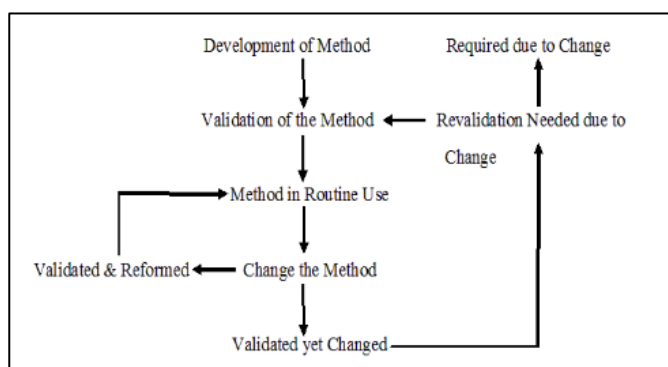 Development of Method
Required due to Change
Validation of the Method
Revalidation Needed due to
Change
Method in Routine Use
Validated & Reformed
Change the Method
Validated yet Changed